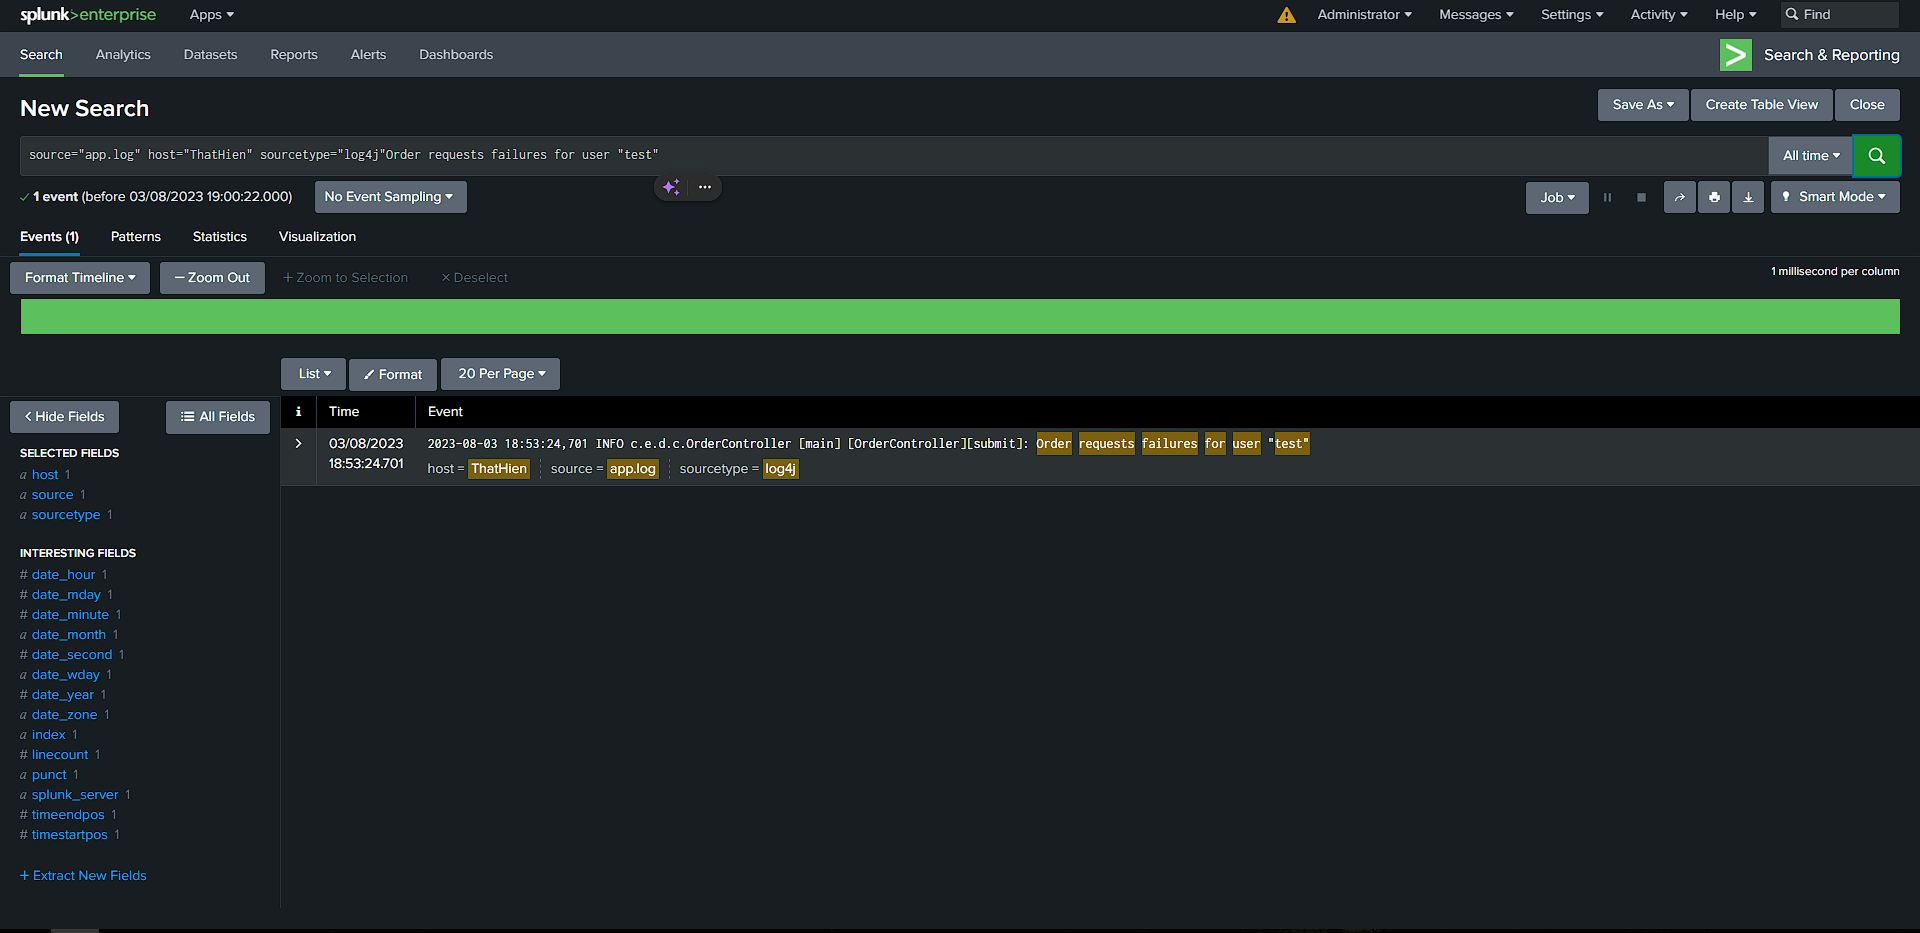 splunk>enterprise Apps Administrator Messages Settings Activity Help Find
Search Analytics Datasets Reports Alerts Dashboards Search & Reporting
New Search Save As Create Table View Close
source="app.log" host="ThatHien" sourcetype="log4j"Order requests failures for user "test" All time
1 event (before 03/08/2023 19:00:22.000) No Event Sampling Job Smart Mode
Events (1) Patterns Statistics Visualization
Format Timeline — Zoom Out + Zoom to Selection × Deselect 1 millisecond per column
List Format 20 Per Page
< Hide Fields All Fields i Time Event
SELECTED FIELDS
a host 1
a source 1
a sourcetype 1
> 03/08/2023 18:53:24.701 2023-08-03 18:53:24,701 INFO c.e.d.c.OrderController [main] [OrderController][submit]: Order requests failures for user "test"
host = ThatHien source = app.log sourcetype = log4j
INTERESTING FIELDS
# date_hour 1
# date_mday 1
# date_minute 1
a date_month 1
# date_second 1
a date_wday 1
# date_year 1
a date_zone 1
a index 1
# linecount 1
a punct 1
a splunk_server 1
# timeendpos 1
# timestartpos 1
+ Extract New Fields